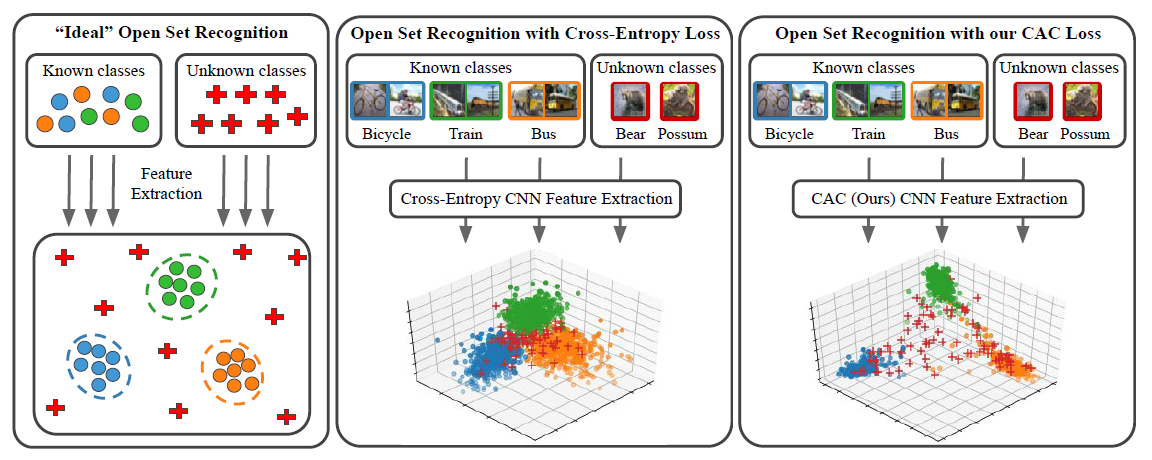 “Ideal” Open Set Recognition
Known classes
Unknown classes
Feature
Extraction
Open Set Recognition with Cross-Entropy Loss
Known classes
Unknown classes
Bicycle
Train
Bus
Bear
Possum
Cross-Entropy CNN Feature Extraction
Open Set Recognition with our CAC Loss
Known classes
Unknown classes
Bicycle
Train
Bus
Bear
Possum
CAC (Ours) CNN Feature Extraction